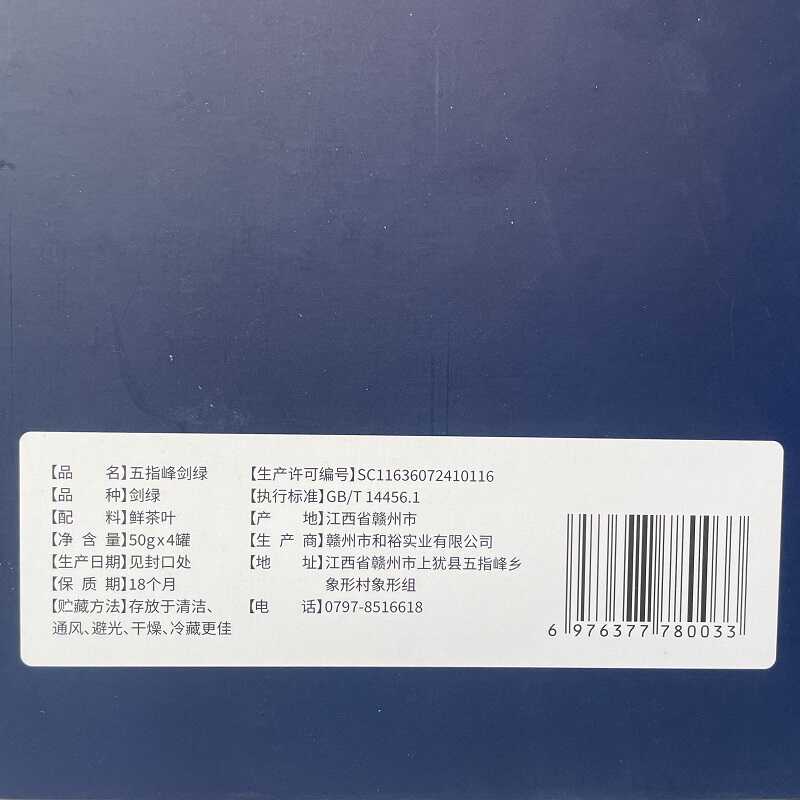 【品 名】五指峰剑绿
【品 种】剑绿
【配 料】鲜茶叶
【净 含 量】50gx4罐
【生产日期】见封口处
【保 质 期】18个月
【贮藏方法】存放于清洁、
通风、避光、干燥、冷藏更佳
【生产许可编号】SC11636072410116
【执行标准】GB/T 14456.1
【产 地】江西省赣州市
【生 产 商】赣州市和裕实业有限公司
【地 址】江西省赣州市上犹县五指峰乡
象形村象形组
【电 话】0797-8516618
6 976377 780033